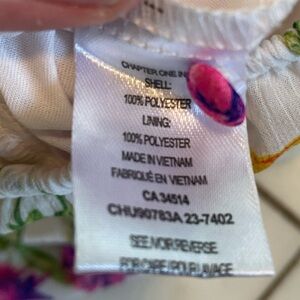 CHAPTER ONE IN
SHELL:
100% POLYESTER
LINING:
100% POLYESTER
MADE IN VIETNAM
FABRIQUÉ EN VIETNAM
CA 34514
CHU90783A 23-7402
SEE/VOIR REVERSE
FOR CARE/POUR LAVAGE